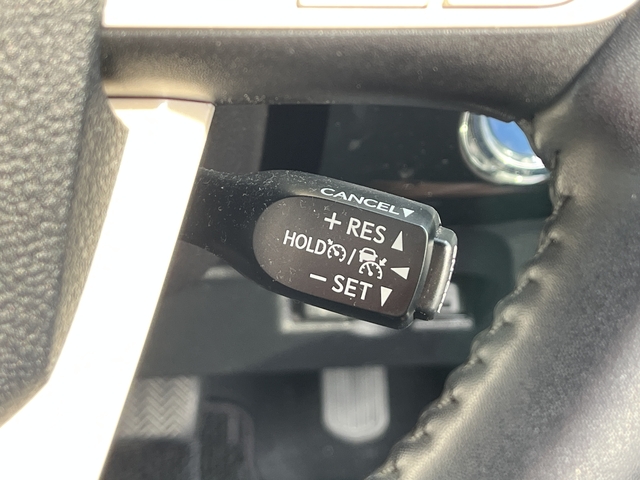 CANCEL▼
+ RES ▲
HOLD /
− SET ▼